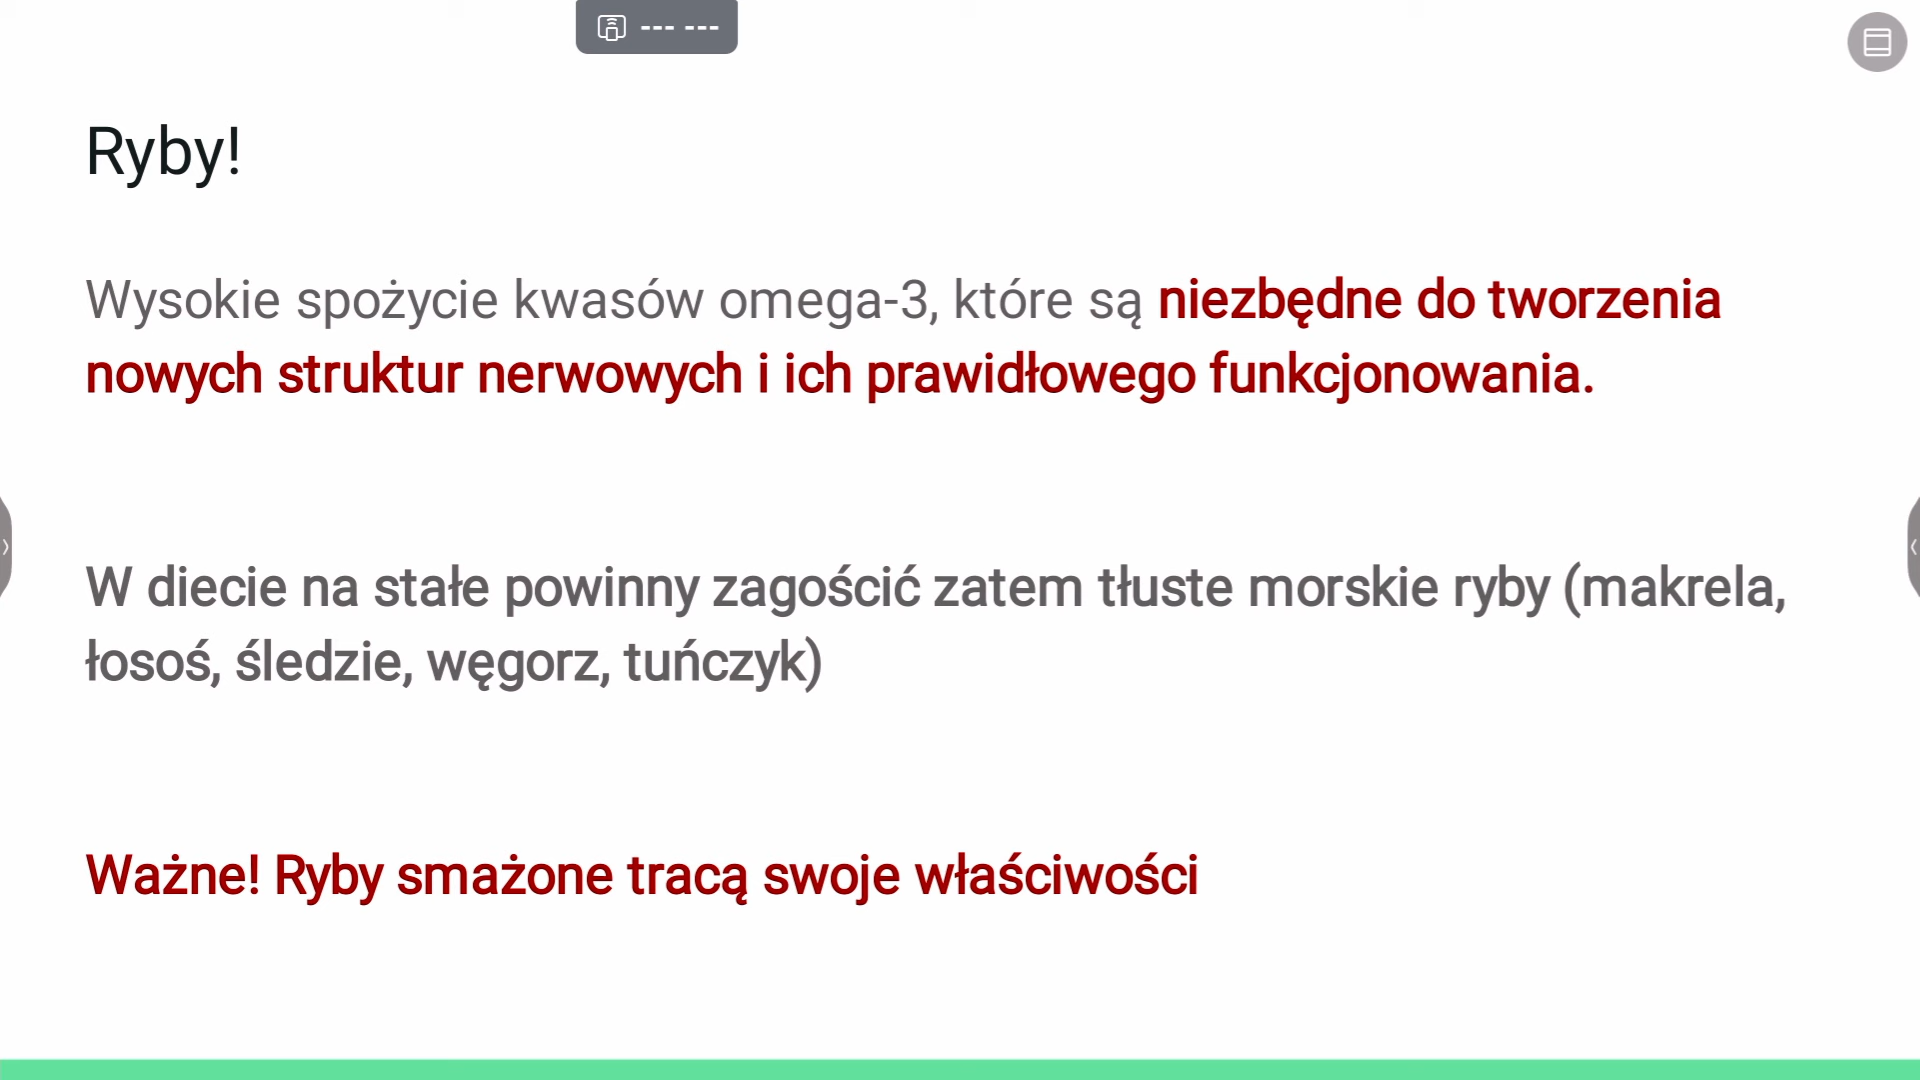 --- ---
Ryby!
Wysokie spożycie kwasów omega-3, które są niezbędne do tworzenia
nowych struktur nerwowych i ich prawidłowego funkcjonowania.
W diecie na stałe powinny zagościć zatem tłuste morskie ryby (makrela,
łosoś, śledzie, węgorz, tuńczyk)
Ważne! Ryby smażone tracą swoje właściwości